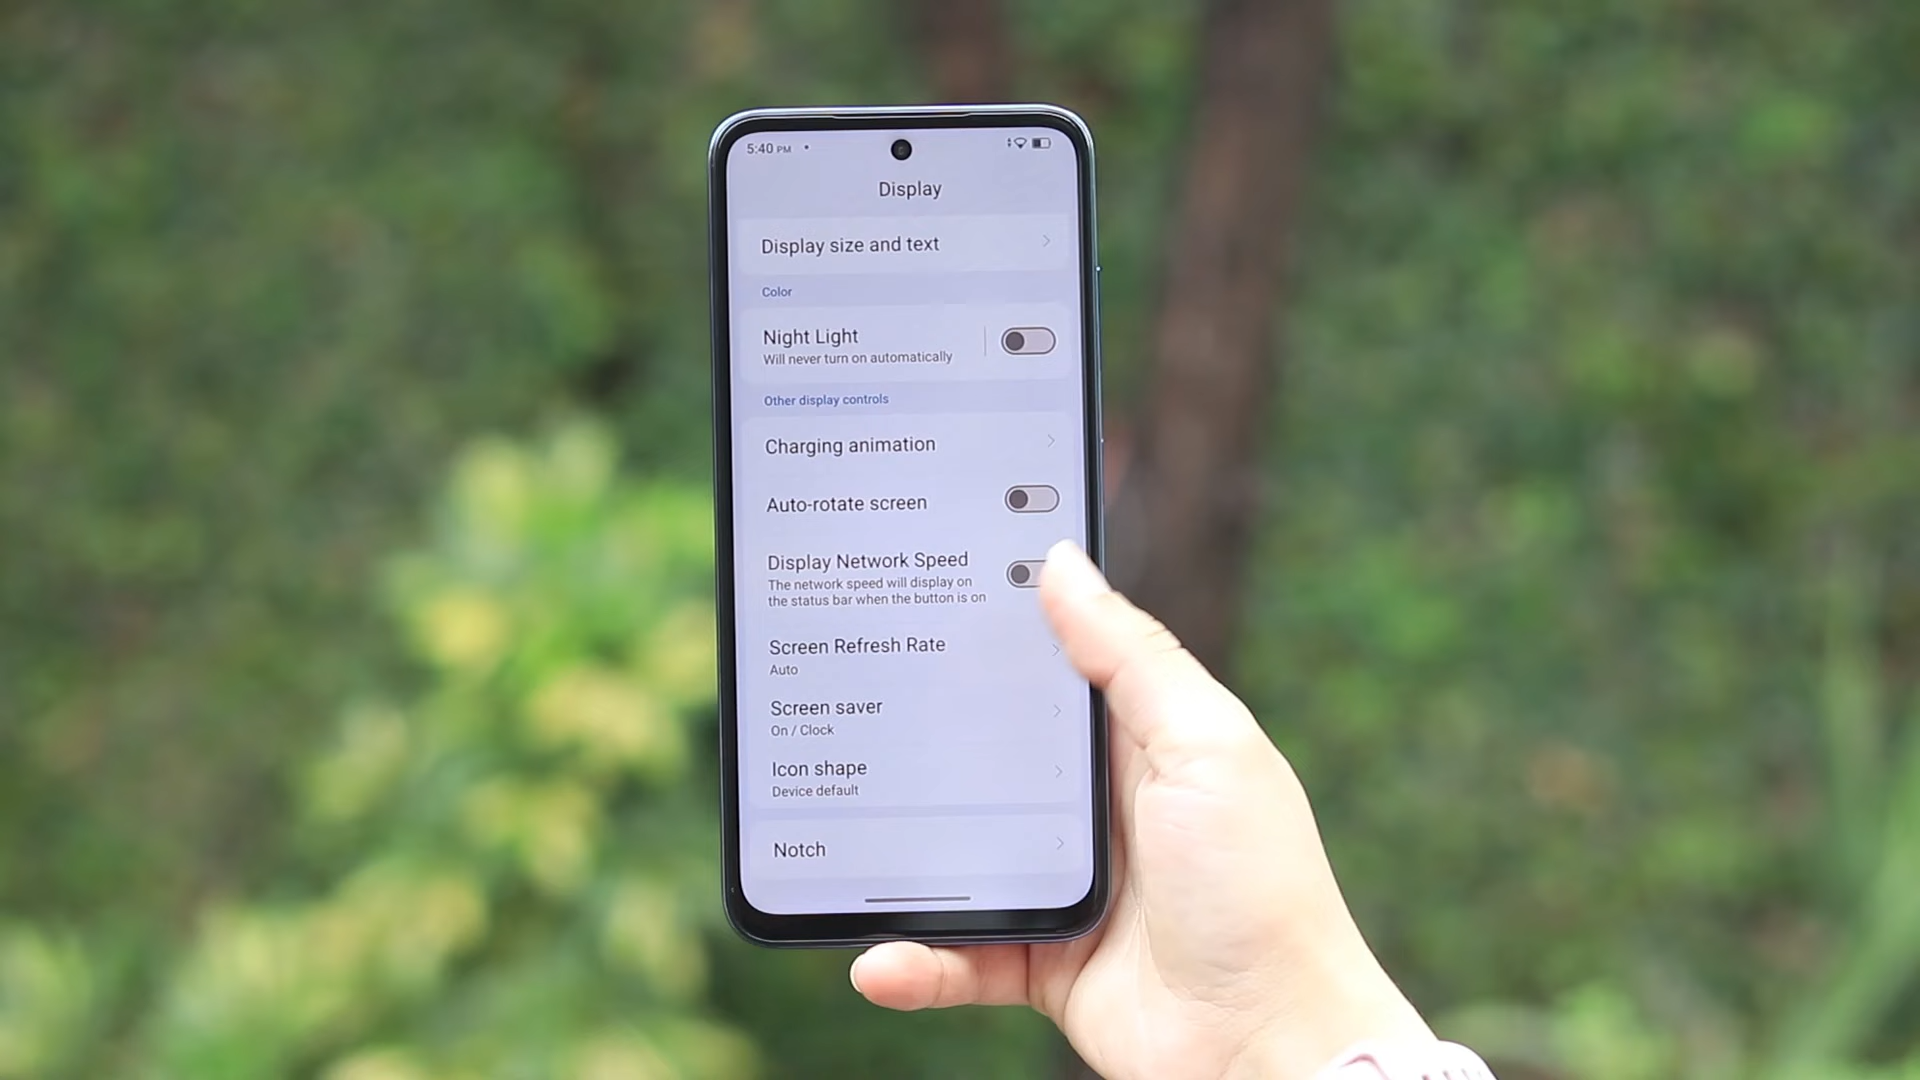 5:40 PM
Display
Display size and text
Color
Night Light
Will never turn on automatically
Other display controls
Charging animation
Auto-rotate screen
Display Network Speed
The network speed will display on
the status bar when the button is on
Screen Refresh Rate
Auto
Screen saver
On / Clock
Icon shape
Device default
Notch